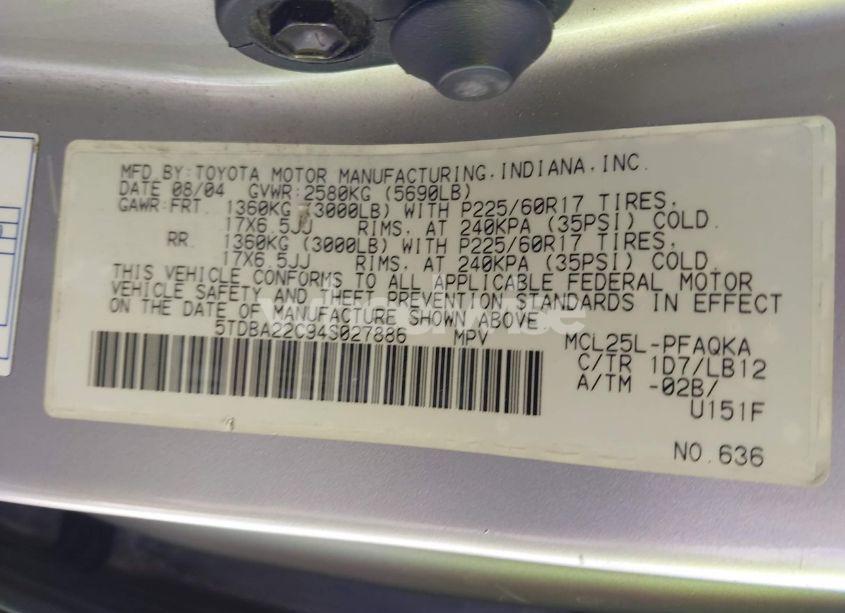 MFD BY:TOYOTA MOTOR MANUFACTURING, INDIANA, INC.
DATE 08/04 GVWR:2580KG (5690LB)
GAWR:FRT. 1360KG (3000LB) WITH P225/60R17 TIRES,
17X6.5JJ RIMS, AT 240KPA (35PSI) COLD.
RR. 1360KG (3000LB) WITH P225/60R17 TIRES,
17X6.5JJ RIMS, AT 240KPA (35PSI) COLD.
THIS VEHICLE CONFORMS TO ALL APPLICABLE FEDERAL MOTOR
VEHICLE SAFETY AND THEFT PREVENTION STANDARDS IN EFFECT
ON THE DATE OF MANUFACTURE SHOWN ABOVE.
5TDBA22C94S027886 MPV
MCL25L-PFAQKA
C/TR 1D7/LB12
A/TM -02B/
U151F
NO.636